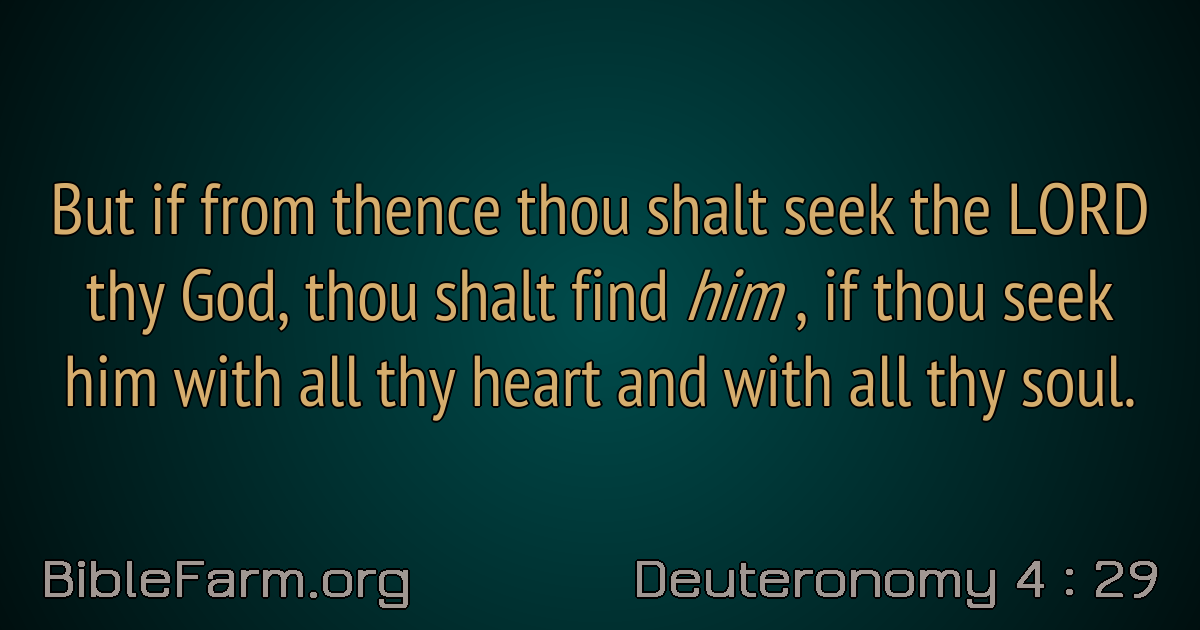 But if from thence thou shalt seek the LORD
thy God, thou shalt find him , if thou seek
him with all thy heart and with all thy soul.
BibleFarm.org
Deuteronomy 4 : 29